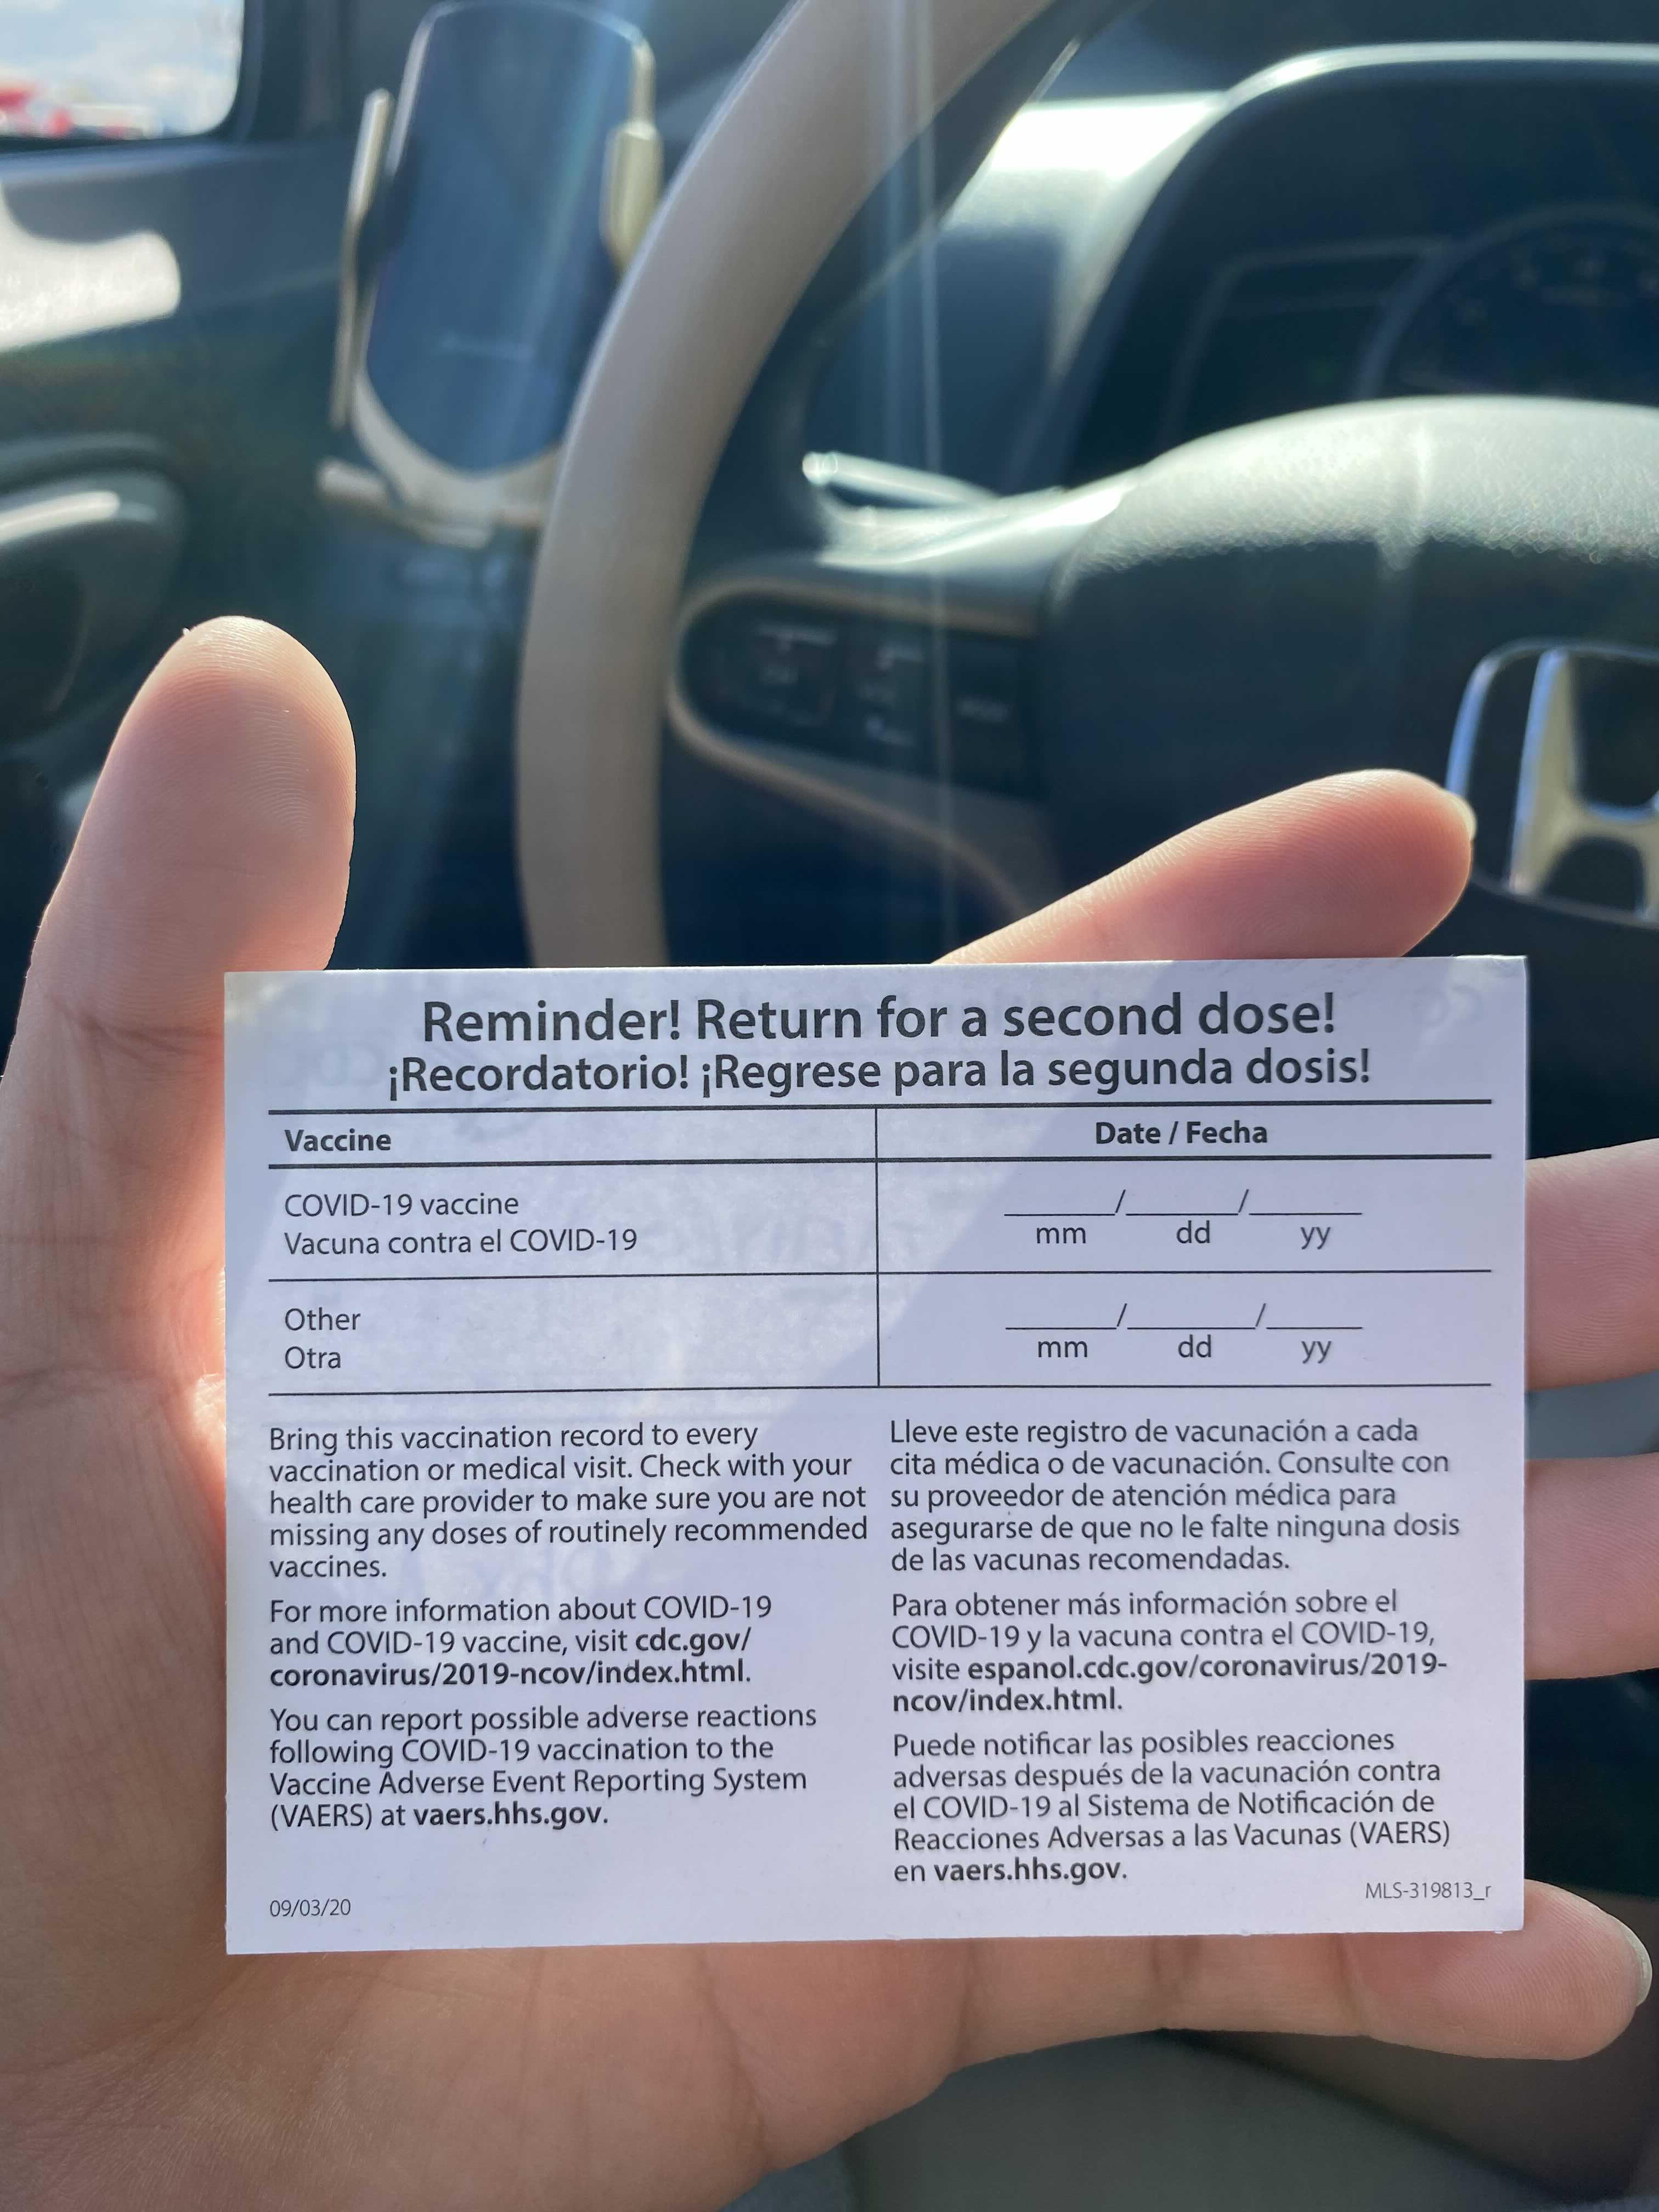 Reminder! Return for a second dose!
¡Recordatorio! ¡Regrese para la segunda dosis!
Vaccine
Date / Fecha
COVID-19 vaccine
Vacuna contra el COVID-19
____/____/____
mm dd yy
Other
Otra
____/____/____
mm dd yy
Bring this vaccination record to every
vaccination or medical visit. Check with your
health care provider to make sure you are not
missing any doses of routinely recommended
vaccines.
For more information about COVID-19
and COVID-19 vaccine, visit cdc.gov/
coronavirus/2019-ncov/index.html.
You can report possible adverse reactions
following COVID-19 vaccination to the
Vaccine Adverse Event Reporting System
(VAERS) at vaers.hhs.gov.
09/03/20
Lleve este registro de vacunación a cada
cita médica o de vacunación. Consulte con
su proveedor de atención médica para
asegurarse de que no le falte ninguna dosis
de las vacunas recomendadas.
Para obtener más información sobre el
COVID-19 y la vacuna contra el COVID-19,
visite espanol.cdc.gov/coronavirus/2019-
ncov/index.html.
Puede notificar las posibles reacciones
adversas después de la vacunación contra
el COVID-19 al Sistema de Notificación de
Reacciones Adversas a las Vacunas (VAERS)
en vaers.hhs.gov.
MLS-319813_r